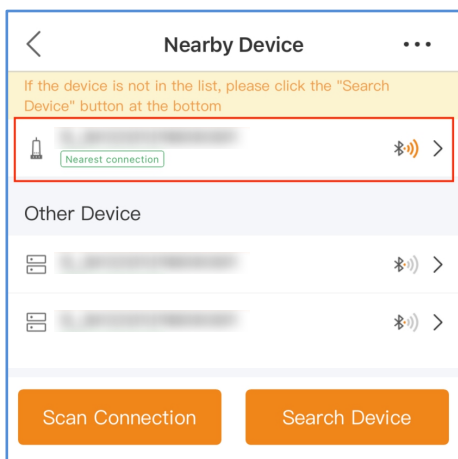 Nearby Device
If the device is not in the list, please click the "Search
Device" button at the bottom
Nearest connection
Other Device
Scan Connection
Search Device